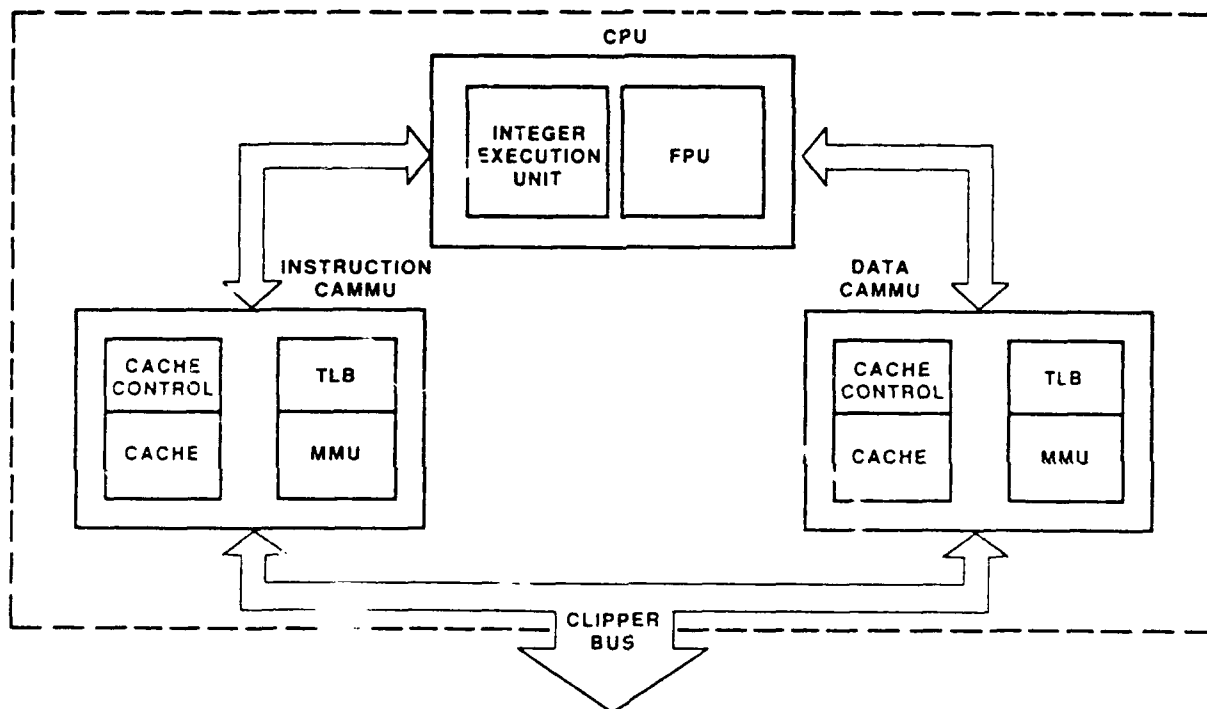 CPU
INTEGER
EXECUTION
UNIT
FPU
INSTRUCTION
CAMMU
DATA
CAMMU
CACHE
CONTROL
TLB
CACHE
MMU
CACHE
CONTROL
TLB
CACHE
MMU
CLIPPER
BUS